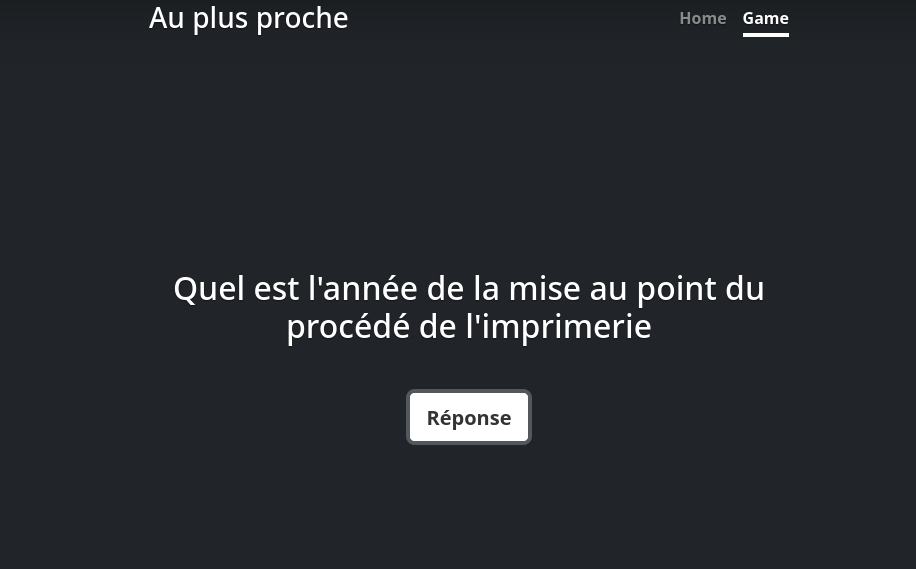 Au plus proche
Home Game
Quel est l'année de la mise au point du
procédé de l'imprimerie
Réponse